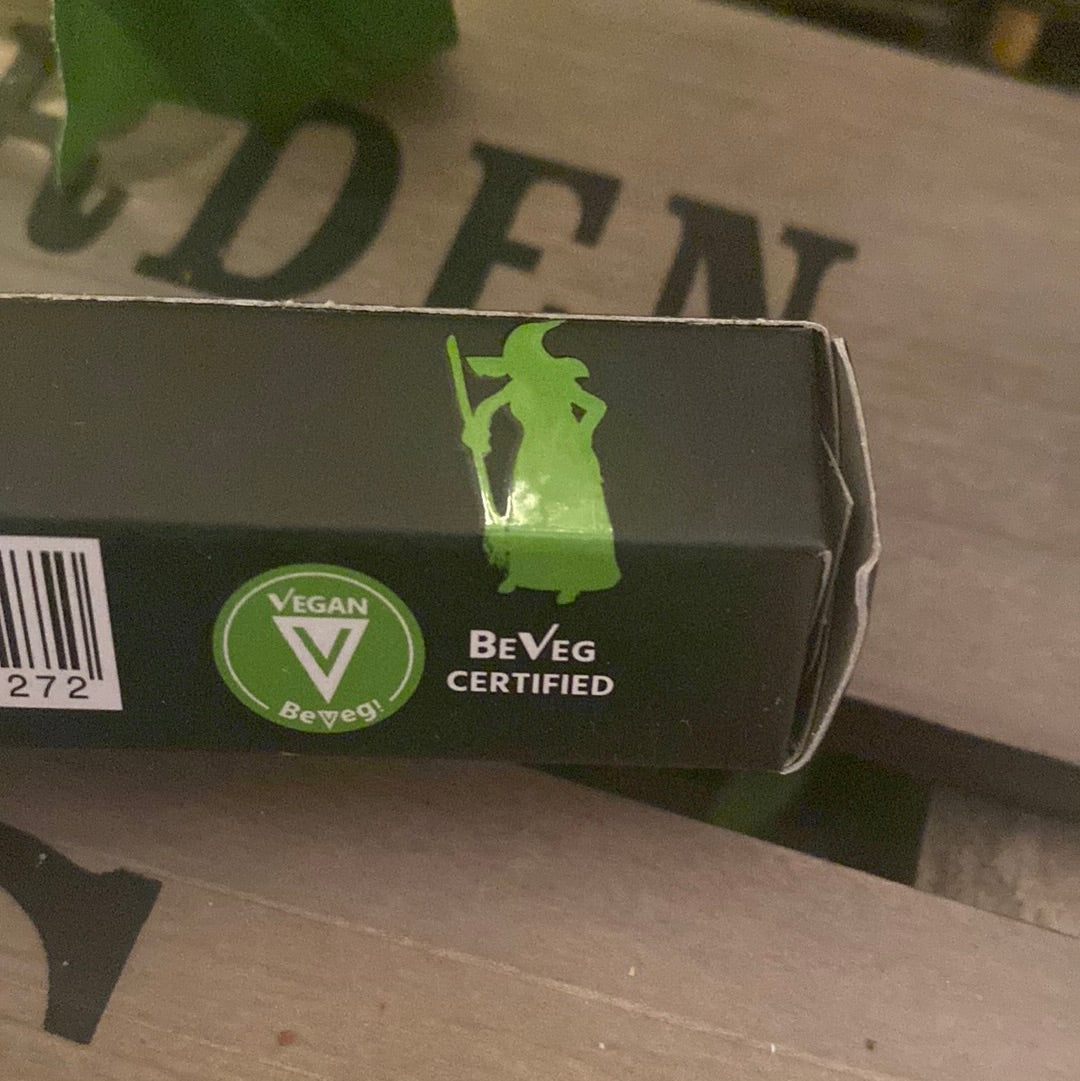 DEN
272
VEGAN
BeVeg!
BEVEG
CERTIFIED